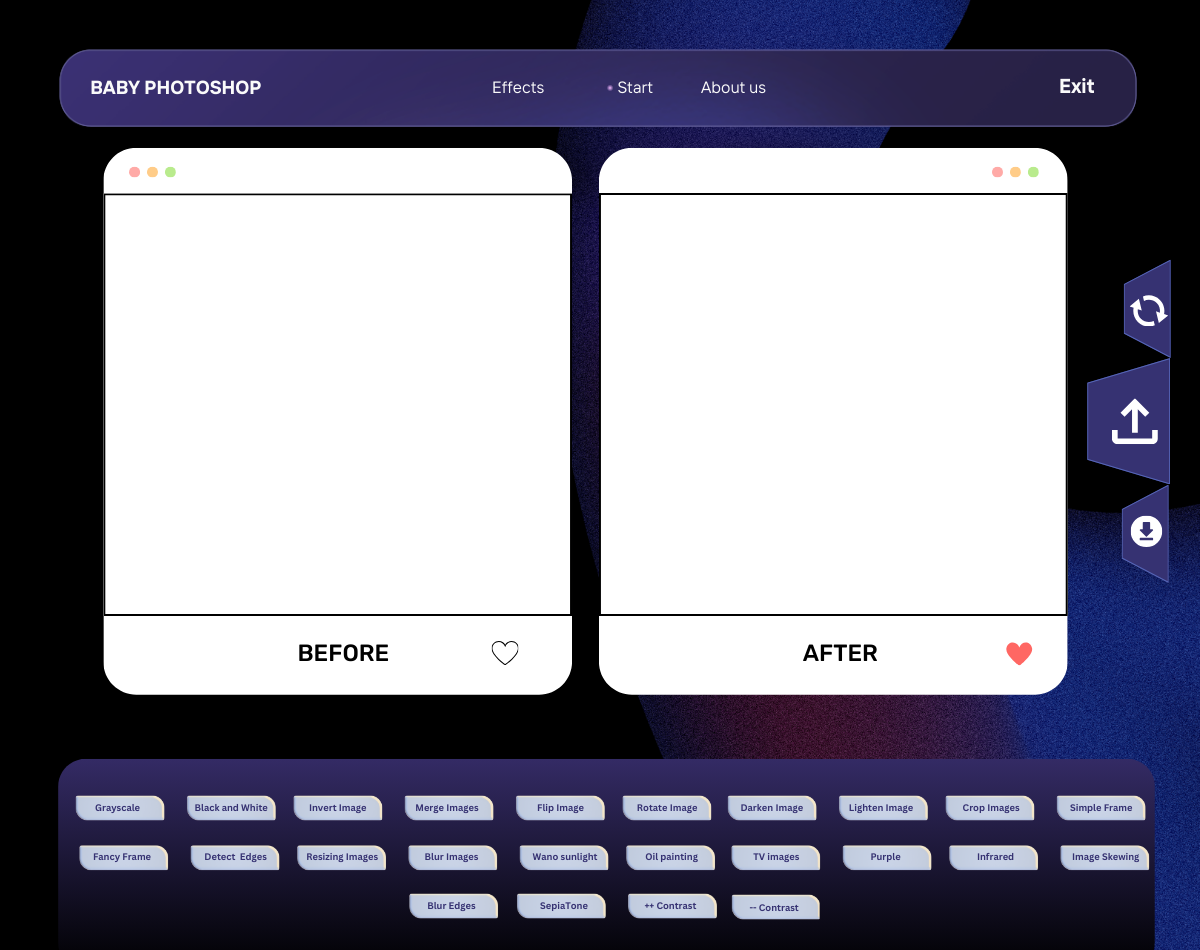 BABY PHOTOSHOP Effects Start About us Exit
BEFORE AFTER
Grayscale Black and White Invert Image Merge Images Flip Image Rotate Image Darken Image Lighten Image Crop Images Simple Frame
Fancy Frame Detect Edges Resizing Images Blur Images Wano sunlight Oil painting TV images Purple Infrared Image Skewing
Blur Edges SepiaTone ++ Contrast -- Contrast